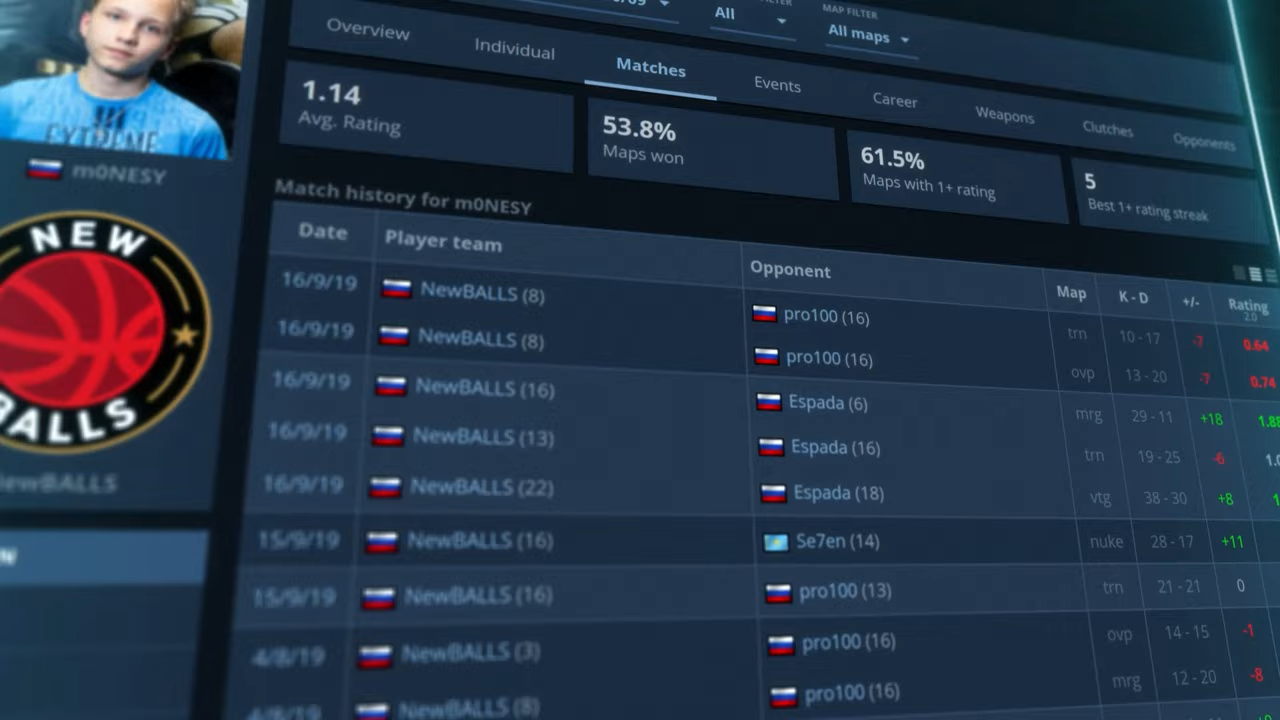 All
MAP FILTER
All maps
Overview
Individual
Matches
Events
Career
Weapons
Clutches
Opponents
1.14
Avg. Rating
53.8%
Maps won
61.5%
Maps with 1+ rating
5
Best 1+ rating streak
EXTREME
m0NESY
NEW
BALLS
Match history for m0NESY
Date Player team Opponent Map K - D +/- Rating 2.0
16/9/19 NewBALLS (8) pro100 (16) trn 10 - 17 -7 0.64
16/9/19 NewBALLS (8) pro100 (16) ovp 13 - 20 -7 0.74
16/9/19 NewBALLS (16) Espada (6) mrg 29 - 11 +18
16/9/19 NewBALLS (13) Espada (16) trn 19 - 25 -6
16/9/19 NewBALLS (22) Espada (18) vtg 38 - 30 +8
15/9/19 NewBALLS (16) Se7en (14) nuke 28 - 17 +11
15/9/19 NewBALLS (16) pro100 (13) trn 21 - 21 0
4/8/19 NewBALLS (3) pro100 (16) ovp 14 - 15 -1
4/8/19 NewBALLS (8) pro100 (16) mrg 12 - 20 -8